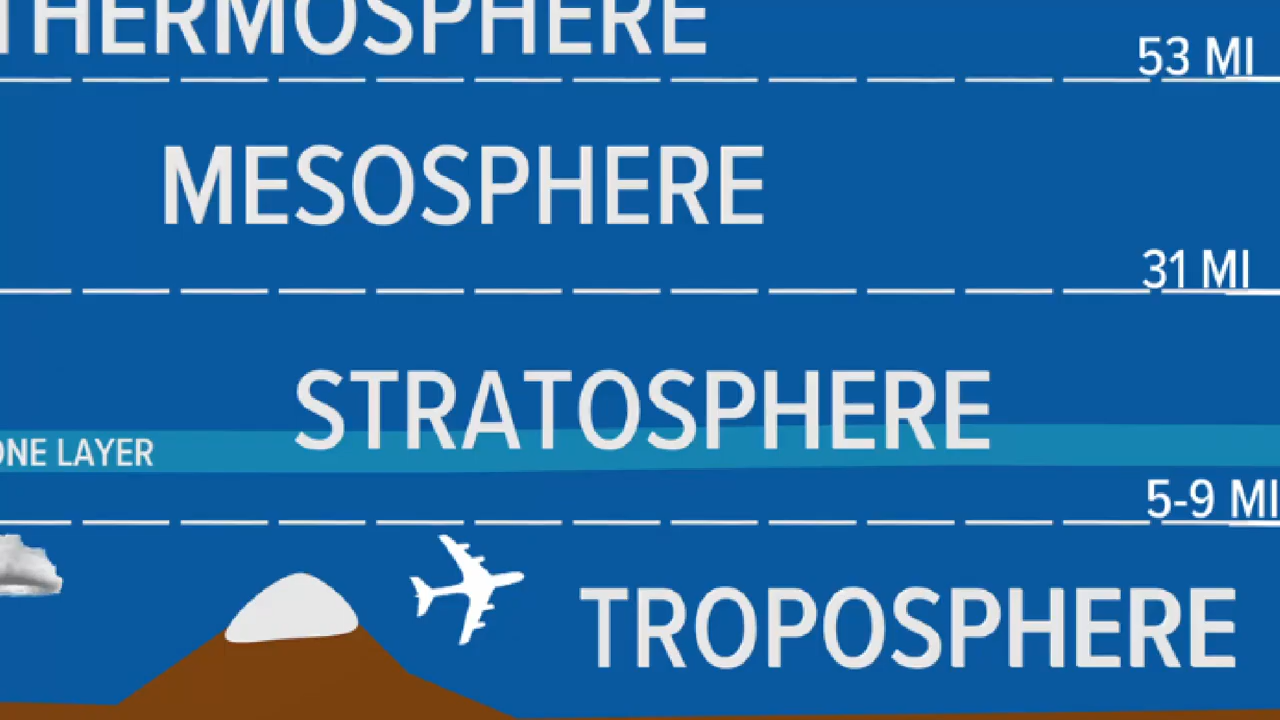 THERMOSPHERE
53 MI
MESOSPHERE
31 MI
STRATOSPHERE
ONE LAYER
5-9 MI
TROPOSPHERE